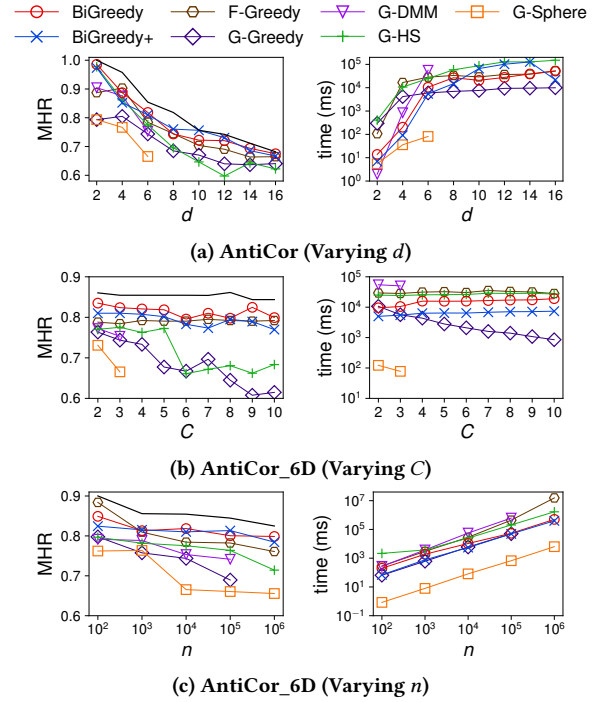 BiGreedy F-Greedy G-DMM G-Sphere
BiGreedy+ G-Greedy G-HS
1.0
0.9
0.8
0.7
0.6
MHR
2 4 6 8 10 12 14 16
d
10^5
10^4
10^3
10^2
10^1
10^0
time (ms)
2 4 6 8 10 12 14 16
d
(a) AntiCor (Varying d)
0.9
0.8
0.7
0.6
MHR
2 3 4 5 6 7 8 9 10
C
10^5
10^4
10^3
10^2
10^1
time (ms)
2 3 4 5 6 7 8 9 10
C
(b) AntiCor_6D (Varying C)
0.9
0.8
0.7
0.6
MHR
10^2 10^3 10^4 10^5 10^6
n
10^7
10^5
10^3
10^1
10^−1
time (ms)
10^2 10^3 10^4 10^5 10^6
n
(c) AntiCor_6D (Varying n)